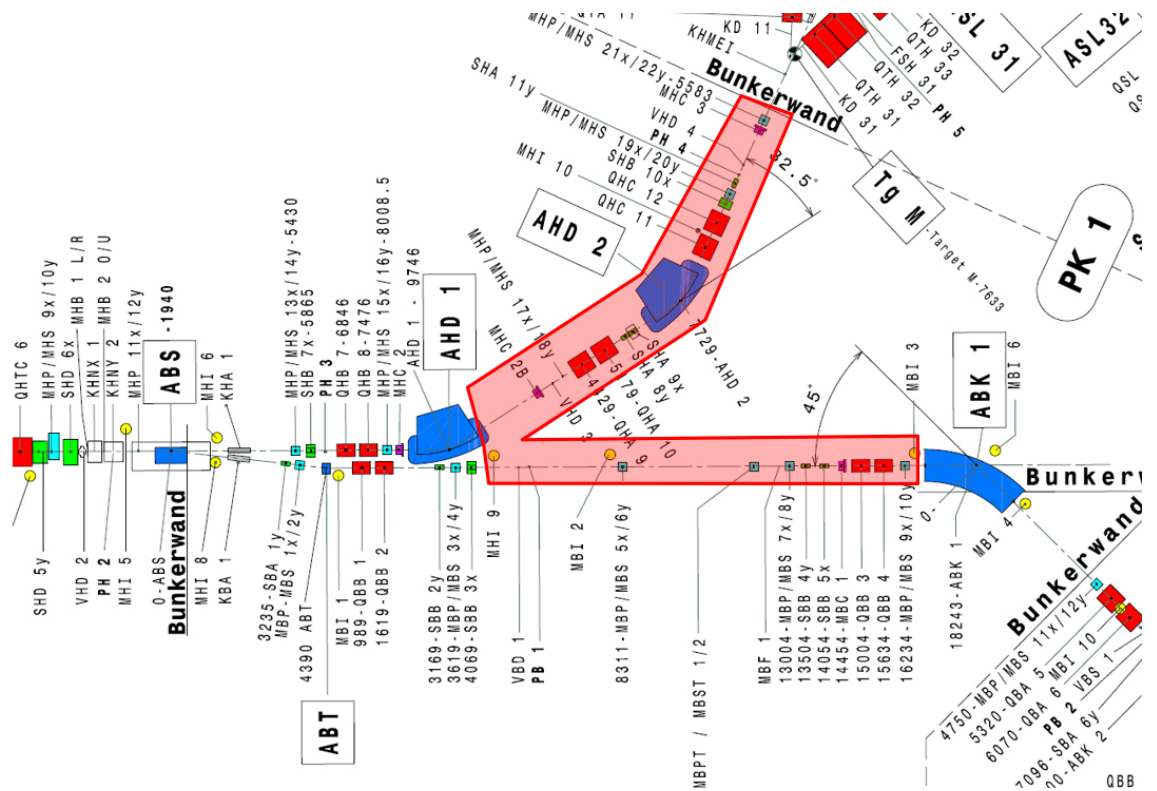 QHTC 6
MHP/MHS 9x/10y
SHD 6x
MHB 1 L/R
KHNX 1
MHB 2 O/U
KHNY 2
MHP 11x/12y
ABS
-1940
MHI 6
KHA 1
MHP/MHS 13x/14y-5430
SHB 7X-5865
PH 3
QHB 7-6846
QHB 8-7476
MHP/MHS 15x/16y-8008.5
MHC 2
AHD 1 - 9746
AHD 1
SHD 5y
VHD 2
PH 2
MHI 5
0-ABS
Bunkerwand
MHI 8
KBA 1
3235-SBA 1y
MBP-MBS 1x/2y
4390 ABT
ABT
MBI 1
989-QBB 1
1619-QBB 2
3169-SBB 2y
3619-MBP/MBS 3x/4y
4069-SBB 3x
MHI 9
VBD 1
PB 1
MBI 2
8311-MBP/MBS 5x/6y
MBPT / MBST 1/2
MBF 1
13004-MBP/MBS 7x/8y
13504-SBB 4y
14054-SBB 5x
14454-MBC 1
15004-QBB 3
15634-QBB 4
16234-MBP/MBS 9x/10y
45°
MBI 3
ABK 1
MBI 6
0-
18243-ABK 1
MBI 4
Bunkerw
Bunkerwand
4750-MBP/MBS 11x/12y
5320-QBA 5
MBI 10
6070-QBA 6
VBS 1
PB 2
7096-SBA 6y
00-ABK 2
QBB
MHP/MHS 17x/18y
MHC 2B
VHD 3
QHA 9
79-QHA 10
SHA 8y
SHA 9x
7729-AHD 2
AHD 2
QHC 11
MHI 10
QHC 12
SHB 10x
MHP/MHS 19x/20y
SHA 11y
PH 4
VHD 4
MHC 3
MHP/MHS 21x/22y-5583
32.5°
Bunkerwand
KHMEI
KD 11
KD 31
QTH 31
QTH 32
PH 5
FSH 31
QTH 33
KD 32
SL 31
ASL32
QSL
Tg M
-Target M-7633
PK 1